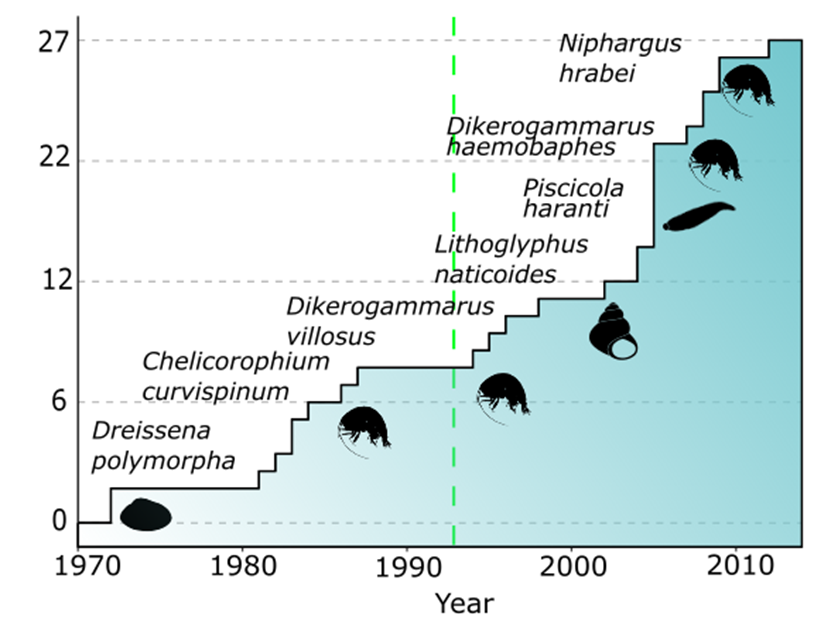 27
Niphargus
hrabei
Dikerogammarus
haemobaphes
22
Piscicola
haranti
Lithoglyphus
naticoides
12
Dikerogammarus
villosus
Chelicorophium
curvispinum
6
Dreissena
polymorpha
0
1970 1980 1990 2000 2010
Year